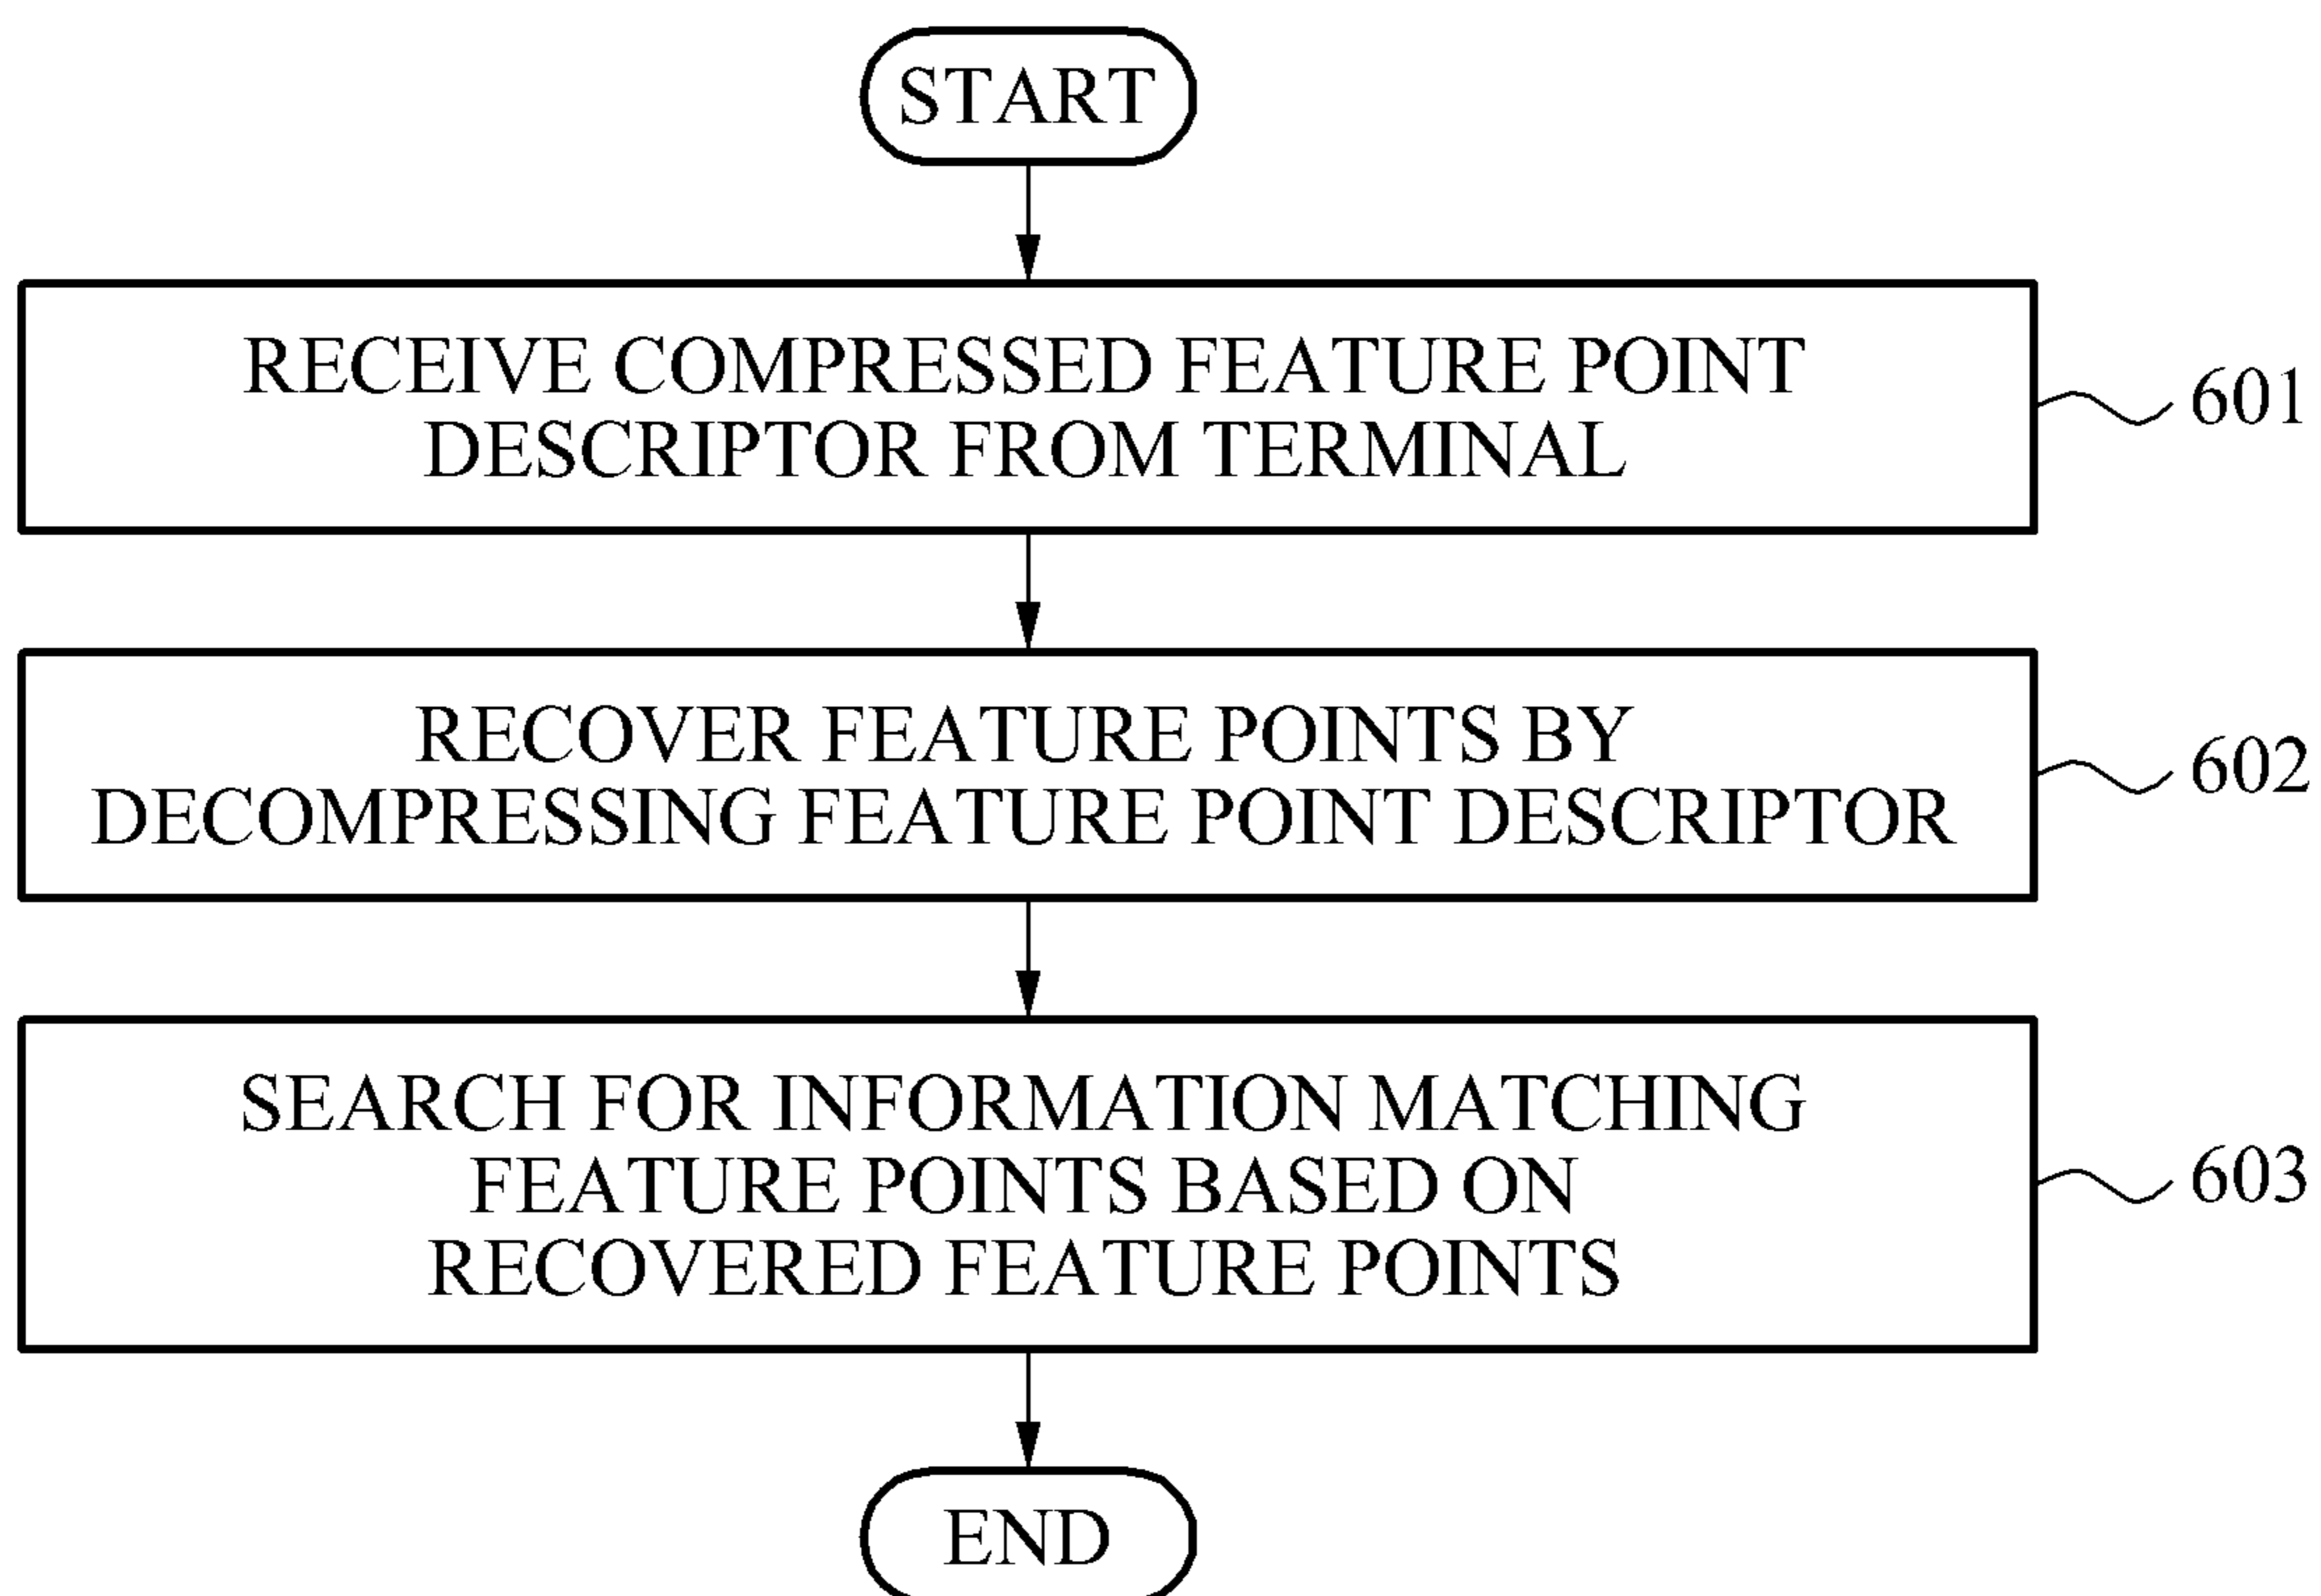 START
RECEIVE COMPRESSED FEATURE POINT
DESCRIPTOR FROM TERMINAL
601
RECOVER FEATURE POINTS BY
DECOMPRESSING FEATURE POINT DESCRIPTOR
602
SEARCH FOR INFORMATION MATCHING
FEATURE POINTS BASED ON
RECOVERED FEATURE POINTS
603
END